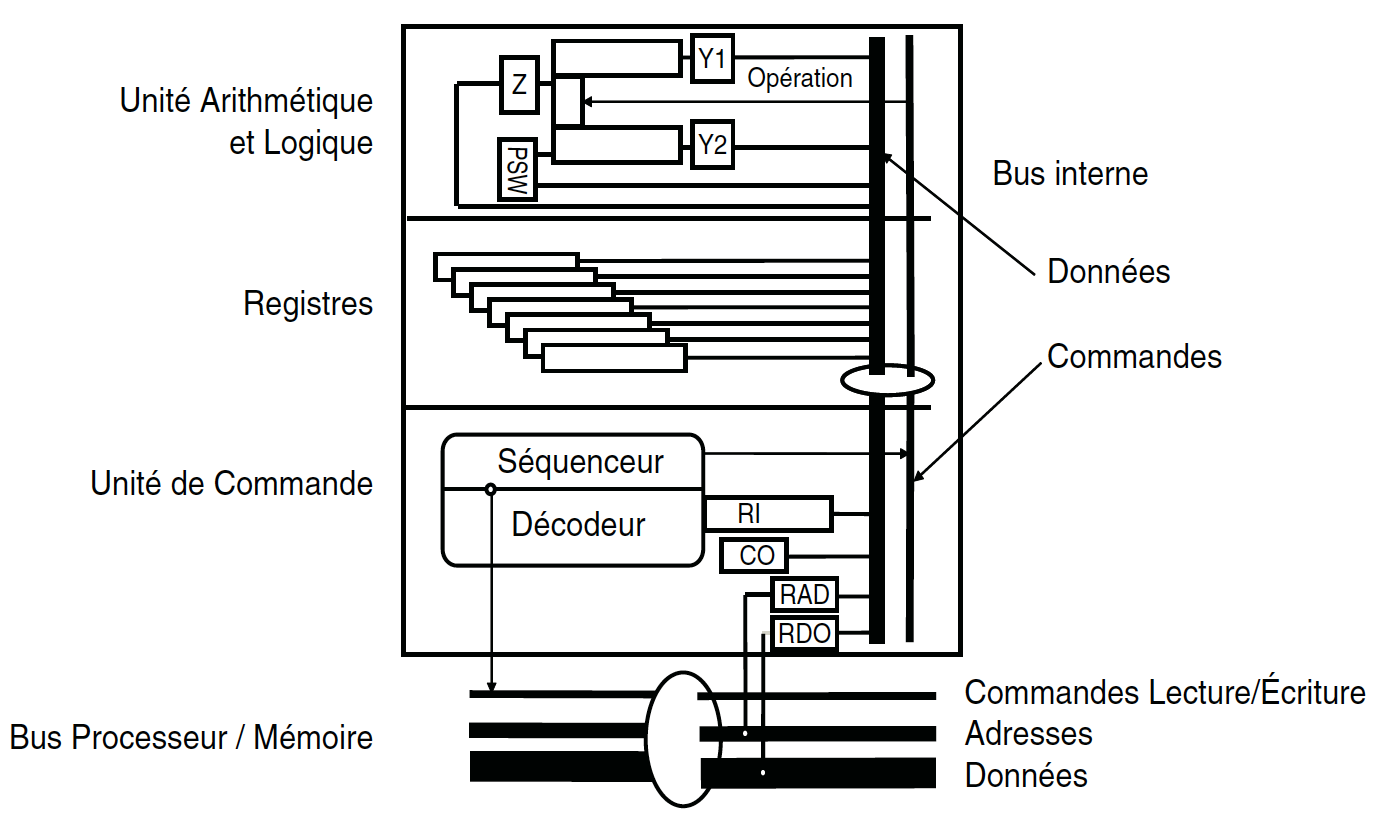 Y1
Z
Opération
Unité Arithmétique
et Logique
Y2
PSW
Bus interne
Données
Registres
Commandes
Séquenceur
Unité de Commande
Décodeur
RI
CO
RAD
RDO
Commandes Lecture/Écriture
Bus Processeur / Mémoire
Adresses
Données